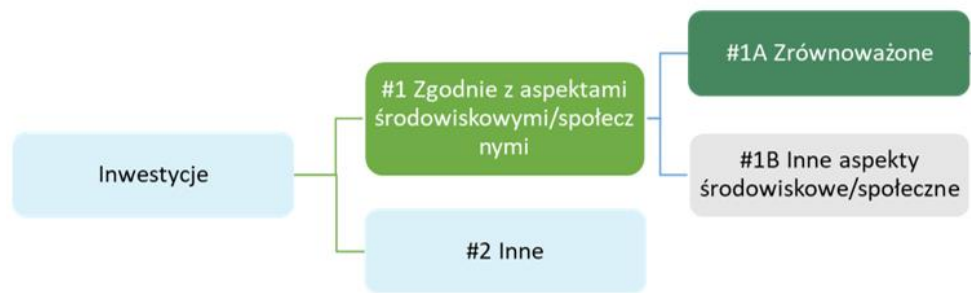 Inwestycje
#1 Zgodnie z aspektami
środowiskowymi/społecz
nymi
#2 Inne
#1A Zrównoważone
#1B Inne aspekty
środowiskowe/społeczne